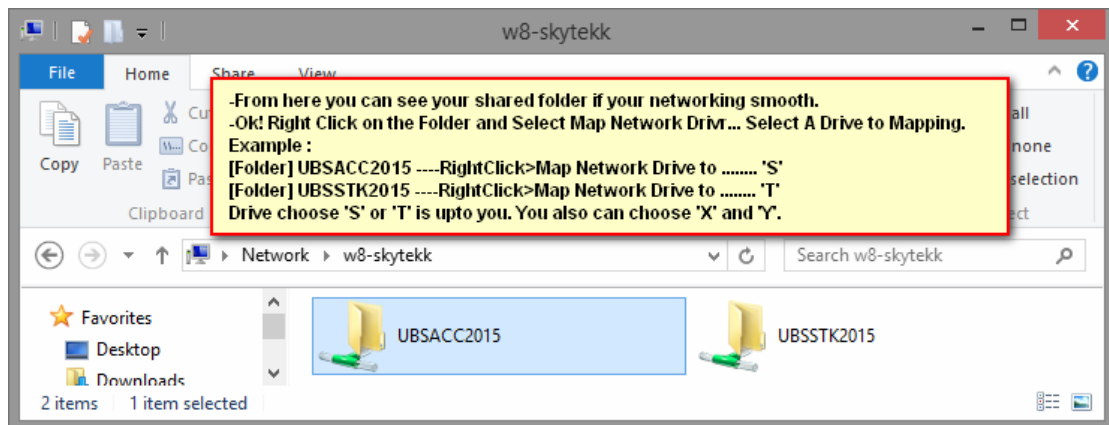 w8-skytekk
File Home Share View
-From here you can see your shared folder if your networking smooth.
-Ok! Right Click on the Folder and Select Map Network Drivr... Select A Drive to Mapping.
Example :
[Folder] UBSACC2015 ----RightClick>Map Network Drive to ........ 'S'
[Folder] UBSSTK2015 ----RightClick>Map Network Drive to ........ 'T'
Drive choose 'S' or 'T' is upto you. You also can choose 'X' and 'Y'.
Copy Paste
Clipboard
Network w8-skytekk Search w8-skytekk
Favorites
Desktop
Downloads
UBSACC2015 UBSSTK2015
2 items 1 item selected